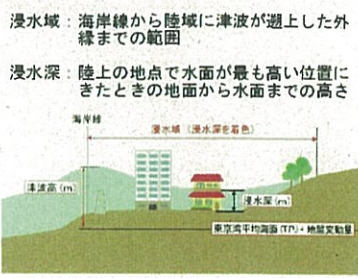 浸水域：海岸線から陸域に津波が遡上した外
縁までの範囲
浸水深：陸上の地点で水面が最も高い位置に
きたときの地面から水面までの高さ
海岸線
浸水域（浸水深を着色）
津波高(m)
浸水深(m)
東京湾平均海面(T.P.)＋地盤変動量